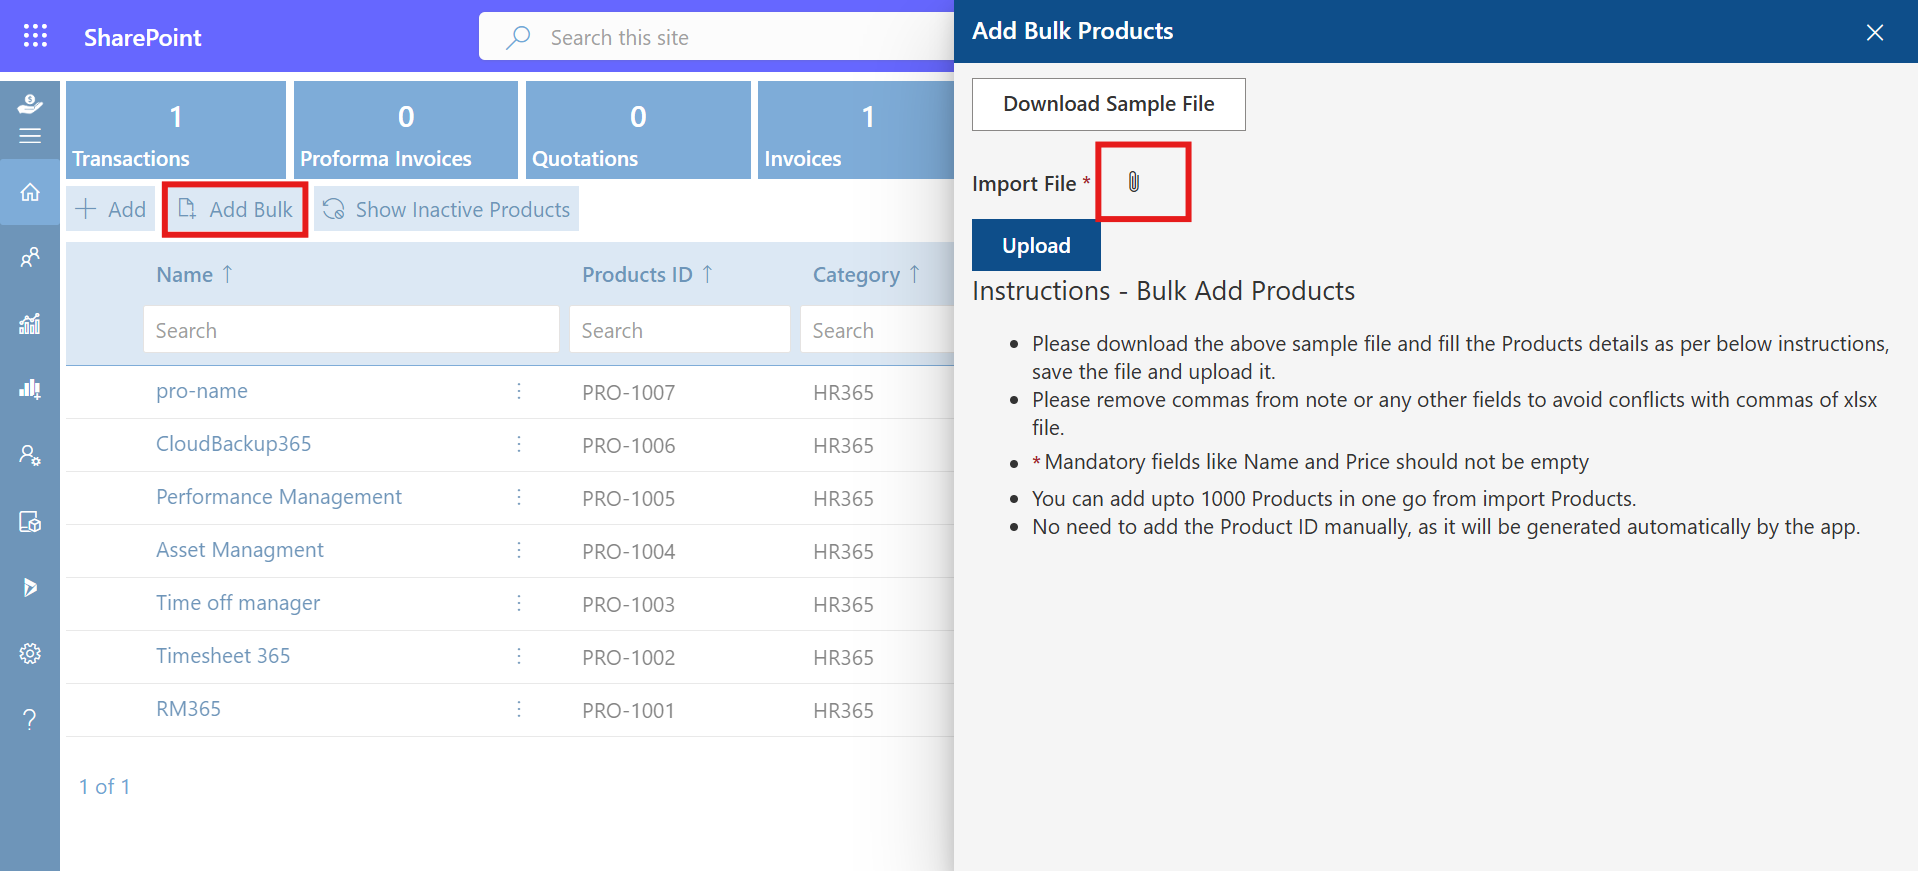 SharePoint
Search this site
1
Transactions
0
Proforma Invoices
0
Quotations
1
Invoices
Add
Add Bulk
Show Inactive Products
Name ↑
Products ID ↑
Category ↑
Search
Search
Search
pro-name PRO-1007 HR365
CloudBackup365 PRO-1006 HR365
Performance Management PRO-1005 HR365
Asset Managment PRO-1004 HR365
Time off manager PRO-1003 HR365
Timesheet 365 PRO-1002 HR365
RM365 PRO-1001 HR365
1 of 1
Add Bulk Products
Download Sample File
Import File *
Upload
Instructions - Bulk Add Products
• Please download the above sample file and fill the Products details as per below instructions,
save the file and upload it.
• Please remove commas from note or any other fields to avoid conflicts with commas of xlsx
file.
• *Mandatory fields like Name and Price should not be empty
• You can add upto 1000 Products in one go from import Products.
• No need to add the Product ID manually, as it will be generated automatically by the app.